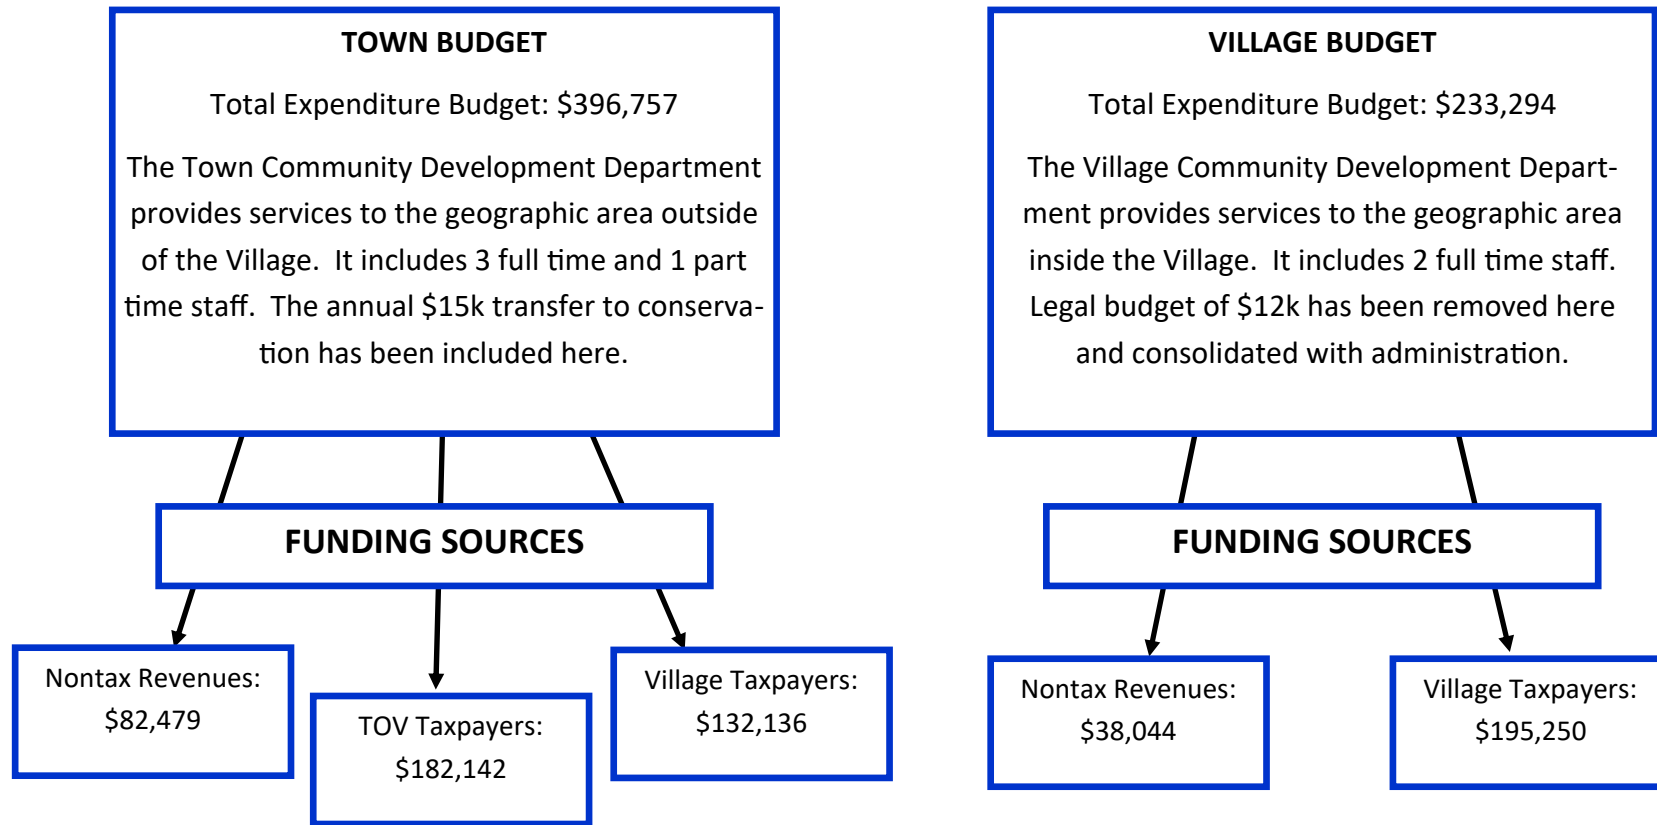 TOWN BUDGET
Total Expenditure Budget: $396,757
The Town Community Development Department
provides services to the geographic area outside
of the Village.  It includes 3 full time and 1 part
time staff.  The annual $15k transfer to conserva-
tion has been included here.
FUNDING SOURCES
Nontax Revenues:
$82,479
TOV Taxpayers:
$182,142
Village Taxpayers:
$132,136
VILLAGE BUDGET
Total Expenditure Budget: $233,294
The Village Community Development Depart-
ment provides services to the geographic area
inside the Village.  It includes 2 full time staff.
Legal budget of $12k has been removed here
and consolidated with administration.
FUNDING SOURCES
Nontax Revenues:
$38,044
Village Taxpayers:
$195,250